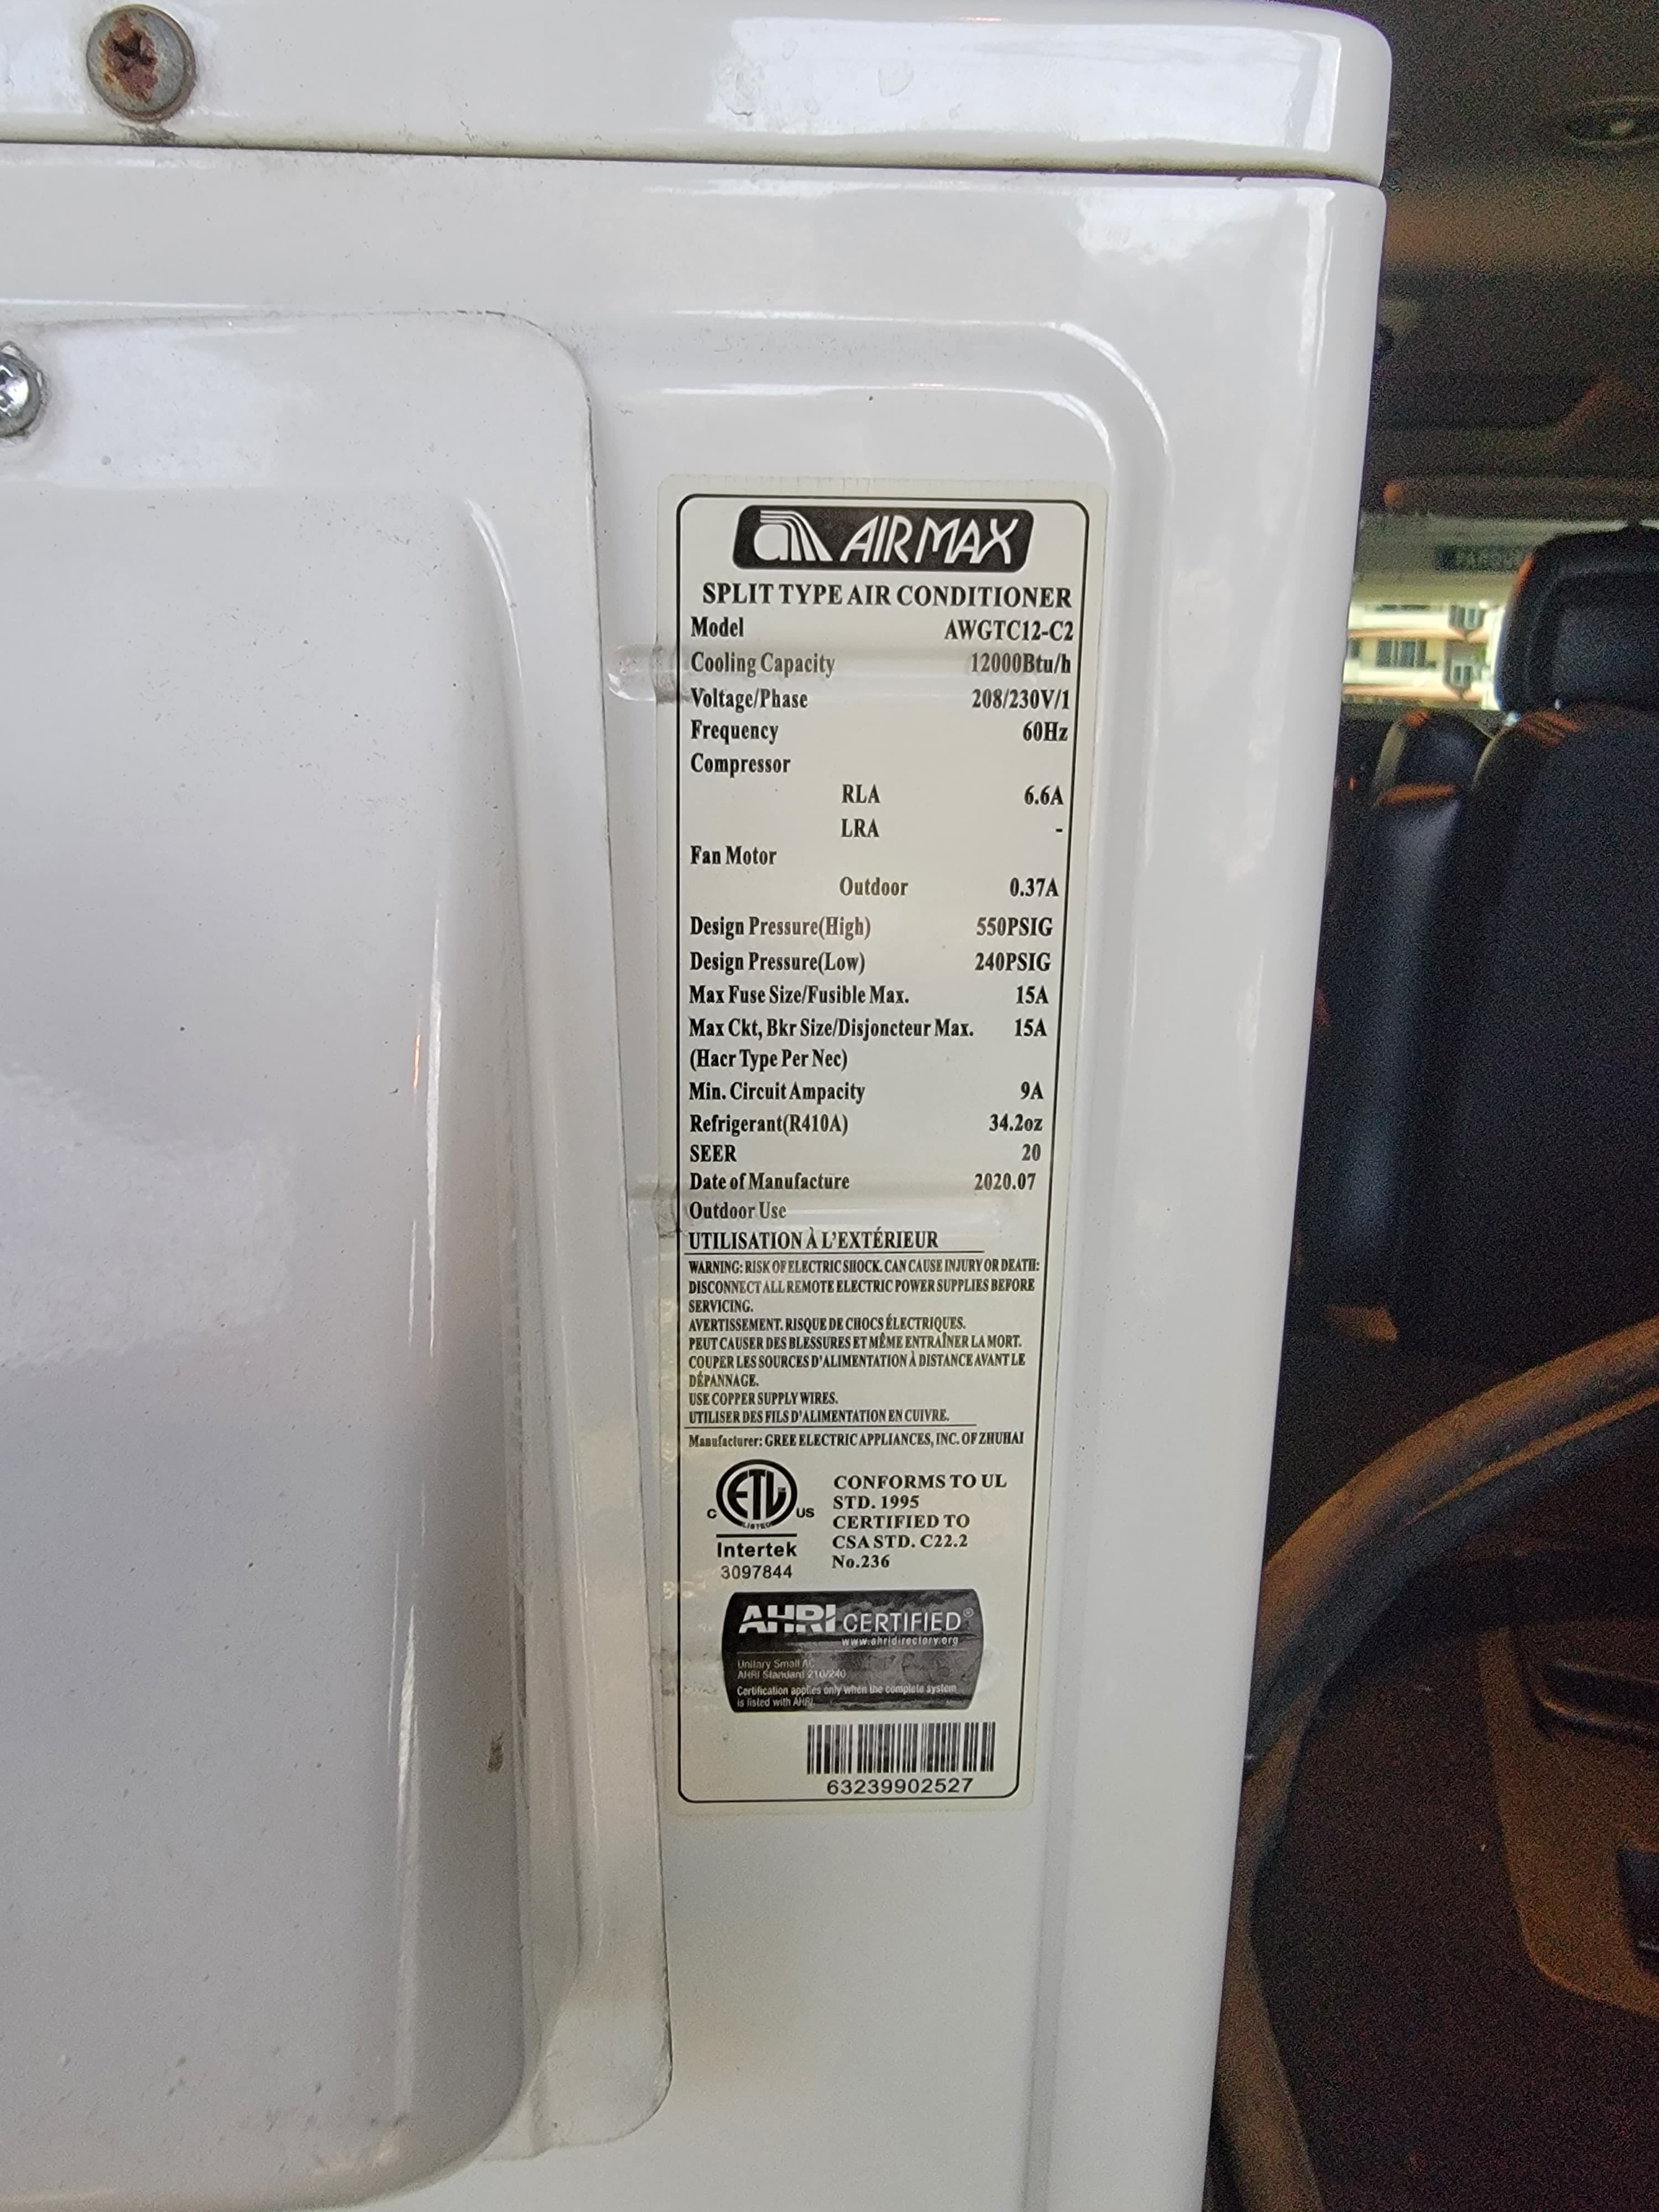 AIRMAX
SPLIT TYPE AIR CONDITIONER
Model AWGTC12-C2
Cooling Capacity 12000Btu/h
Voltage/Phase 208/230V/1
Frequency 60Hz
Compressor
RLA 6.6A
LRA -
Fan Motor
Outdoor 0.37A
Design Pressure(High) 550PSIG
Design Pressure(Low) 240PSIG
Max Fuse Size/Fusible Max. 15A
Max Ckt, Bkr Size/Disjoncteur Max. 15A
(Hacr Type Per Nec)
Min. Circuit Ampacity 9A
Refrigerant(R410A) 34.2oz
SEER 20
Date of Manufacture 2020.07
Outdoor Use
UTILISATION À L'EXTÉRIEUR
WARNING: RISK OF ELECTRIC SHOCK. CAN CAUSE INJURY OR DEATH:
DISCONNECT ALL REMOTE ELECTRIC POWER SUPPLIES BEFORE
SERVICING.
AVERTISSEMENT. RISQUE DE CHOCS ÉLECTRIQUES.
PEUT CAUSER DES BLESSURES ET MÊME ENTRAÎNER LA MORT.
COUPER LES SOURCES D'ALIMENTATION À DISTANCE AVANT LE
DÉPANNAGE.
USE COPPER SUPPLY WIRES.
UTILISER DES FILS D'ALIMENTATION EN CUIVRE.
Manufacturer: GREE ELECTRIC APPLIANCES, INC. OF ZHUHAI
C ETL US
LISTED
Intertek
3097844
CONFORMS TO UL
STD. 1995
CERTIFIED TO
CSA STD. C22.2
No.236
AHRI CERTIFIED®
www.ahridirectory.org
Unitary Small AC
AHRI Standard 210/240
Certification applies only when the complete system
is listed with AHRI
63239902527